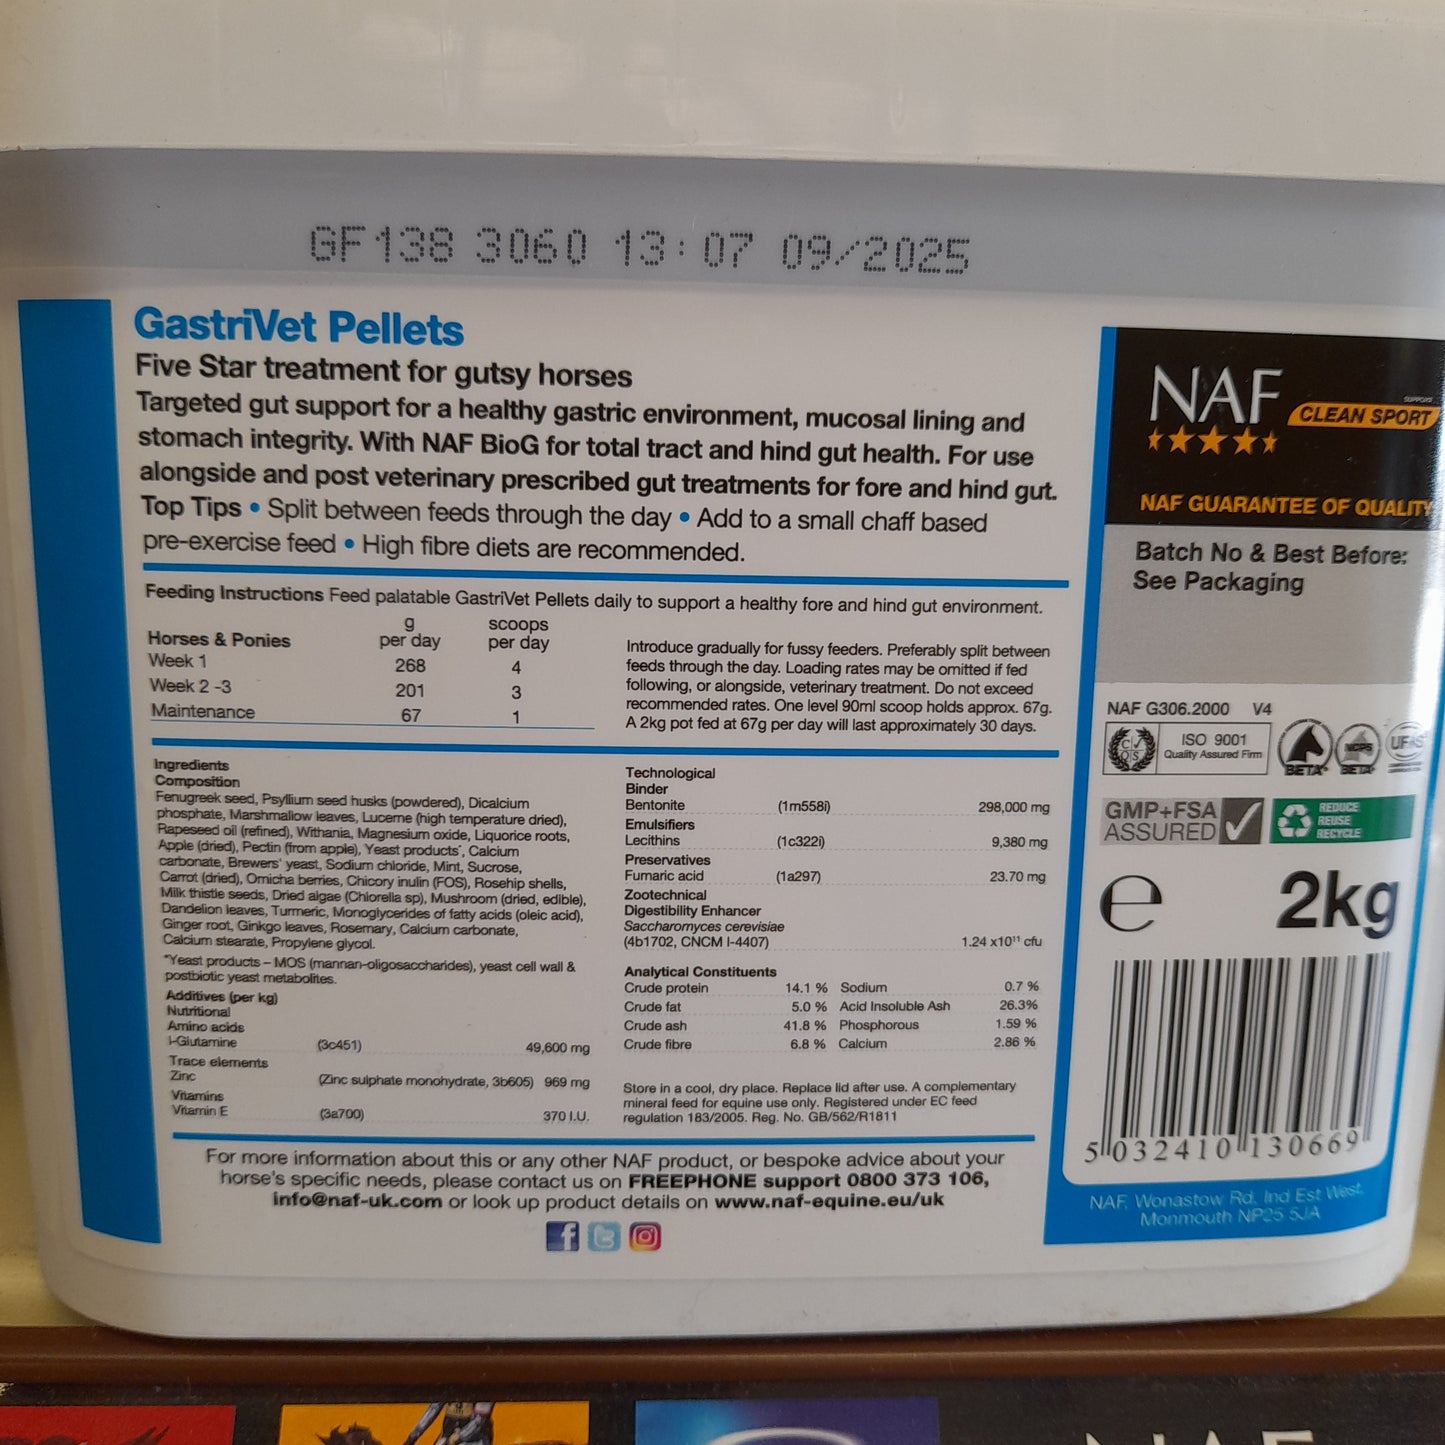 GF138 3060 13:07 09/2025
GastriVet Pellets
Five Star treatment for gutsy horses
Targeted gut support for a healthy gastric environment, mucosal lining and
stomach integrity. With NAF BioG for total tract and hind gut health. For use
alongside and post veterinary prescribed gut treatments for fore and hind gut.
Top Tips • Split between feeds through the day • Add to a small chaff based
pre-exercise feed • High fibre diets are recommended.
Feeding Instructions Feed palatable GastriVet Pellets daily to support a healthy fore and hind gut environment.
Horses & Ponies g per day scoops per day
Week 1 268 4
Week 2 -3 201 3
Maintenance 67 1
Introduce gradually for fussy feeders. Preferably split between
feeds through the day. Loading rates may be omitted if fed
following, or alongside, veterinary treatment. Do not exceed
recommended rates. One level 90ml scoop holds approx. 67g.
A 2kg pot fed at 67g per day will last approximately 30 days.
Ingredients
Composition
Fenugreek seed, Psyllium seed husks (powdered), Dicalcium
phosphate, Marshmallow leaves, Lucerne (high temperature dried),
Rapeseed oil (refined), Withania, Magnesium oxide, Liquorice roots,
Apple (dried), Pectin (from apple), Yeast products*, Calcium
carbonate, Brewers' yeast, Sodium chloride, Mint, Sucrose,
Carrot (dried), Omicha berries, Chicory inulin (FOS), Rosehip shells,
Milk thistle seeds, Dried algae (Chlorella sp), Mushroom (dried, edible),
Dandelion leaves, Turmeric, Monoglycerides of fatty acids (oleic acid),
Ginger root, Ginkgo leaves, Rosemary, Calcium carbonate,
Calcium stearate, Propylene glycol.
*Yeast products – MOS (mannan-oligosaccharides), yeast cell wall &
postbiotic yeast metabolites.
Additives (per kg)
Nutritional
Amino acids
l-Glutamine (3c451) 49,600 mg
Trace elements
Zinc (Zinc sulphate monohydrate, 3b605) 969 mg
Vitamins
Vitamin E (3a700) 370 I.U.
Technological
Binder
Bentonite (1m558i) 298,000 mg
Emulsifiers
Lecithins (1c322i) 9,380 mg
Preservatives
Fumaric acid (1a297) 23.70 mg
Zootechnical
Digestibility Enhancer
Saccharomyces cerevisiae
(4b1702, CNCM I-4407) 1.24 x10¹¹ cfu
Analytical Constituents
Crude protein 14.1 % Sodium 0.7 %
Crude fat 5.0 % Acid Insoluble Ash 26.3%
Crude ash 41.8 % Phosphorous 1.59 %
Crude fibre 6.8 % Calcium 2.86 %
Store in a cool, dry place. Replace lid after use. A complementary
mineral feed for equine use only. Registered under EC feed
regulation 183/2005. Reg. No. GB/562/R1811
For more information about this or any other NAF product, or bespoke advice about your
horse's specific needs, please contact us on FREEPHONE support 0800 373 106,
info@naf-uk.com or look up product details on www.naf-equine.eu/uk
NAF
SUPPORTS
CLEAN SPORT
NAF GUARANTEE OF QUALITY
Batch No & Best Before:
See Packaging
NAF G306.2000 V4
CQS
ISO 9001
Quality Assured Firm
BETA
NOPS
BETA
UFAS
GMP+FSA
ASSURED
REDUCE
REUSE
RECYCLE
e 2kg
5 032410 130669
NAF, Wonastow Rd, Ind Est West,
Monmouth NP25 5JA
NAF